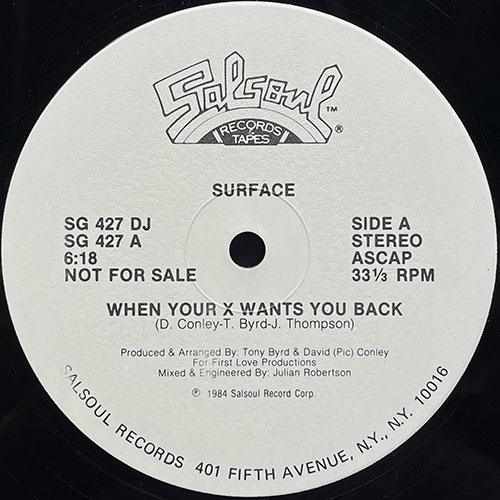 Salsoul ™
RECORDS & TAPES ®
SURFACE
SG 427 DJ
SG 427 A
6:18
NOT FOR SALE
SIDE A
STEREO
ASCAP
33⅓ RPM
WHEN YOUR X WANTS YOU BACK
(D. Conley-T. Byrd-J. Thompson)
Produced & Arranged By: Tony Byrd & David (Pic) Conley
For First Love Productions
Mixed & Engineered By: Julian Robertson
℗ 1984 Salsoul Record Corp.
SALSOUL RECORDS 401 FIFTH AVENUE, N.Y., N.Y. 10016